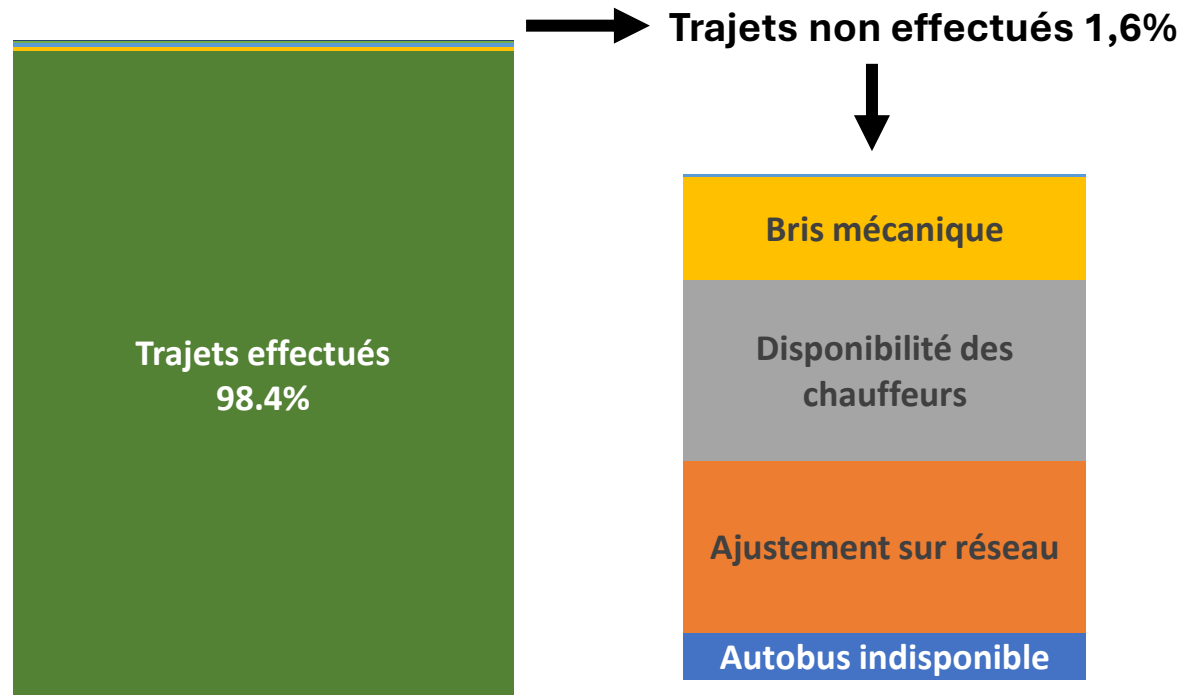 Trajets non effectués 1,6%
Trajets effectués
98.4%
Bris mécanique
Disponibilité des
chauffeurs
Ajustement sur réseau
Autobus indisponible